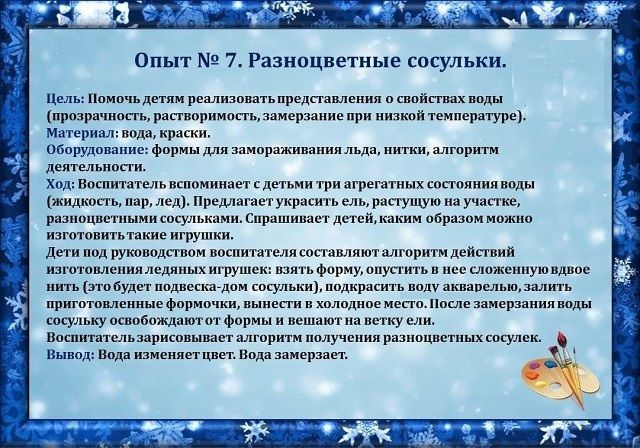 Опыт № 7. Разноцветные сосульки.
Цель: Помочь детям реализовать представления о свойствах воды
(прозрачность, растворимость, замерзание при низкой температуре).
Материал: вода, краски.
Оборудование: формы для замораживания льда, нитки, алгоритм
деятельности.
Ход: Воспитатель вспоминает с детьми три агрегатных состояния воды
(жидкость, пар, лед). Предлагает украсить ель, растущую на участке,
разноцветными сосульками. Спрашивает детей, каким образом можно
изготовить такие игрушки.
Дети под руководством воспитателя составляют алгоритм действий
изготовления ледяных игрушек: взять форму, опустить в нее сложенную вдвое
нить (это будет подвеска-дом сосульки), подкрасить воду акварелью, залить
приготовленные формочки, вынести в холодное место. После замерзания воды
сосульку освобождают от формы и вешают на ветку ели.
Воспитатель зарисовывает алгоритм получения разноцветных сосулек.
Вывод: Вода изменяет цвет. Вода замерзает.